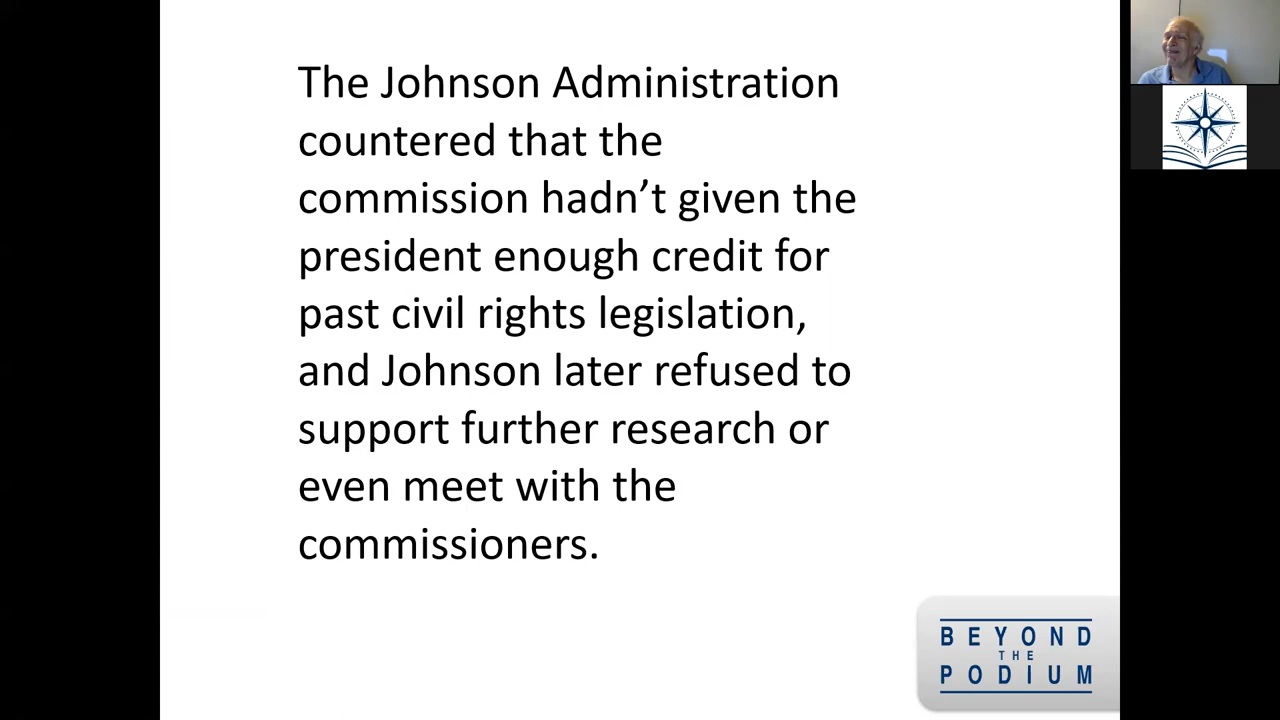 The Johnson Administration
countered that the
commission hadn’t given the
president enough credit for
past civil rights legislation,
and Johnson later refused to
support further research or
even meet with the
commissioners.
BEYOND
THE
PODIUM